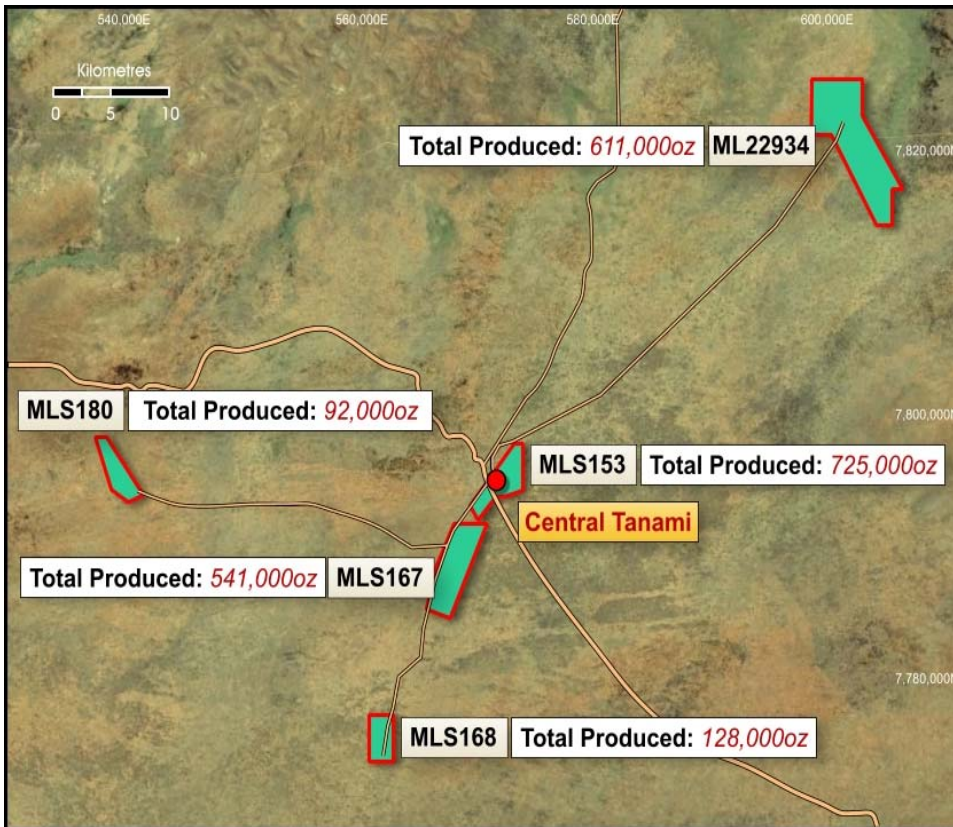 540,000E 560,000E 580,000E 600,000E
Kilometres
0 5 10
Total Produced: 611,000oz ML22934
7,820,000N
MLS180 Total Produced: 92,000oz
7,800,000N
MLS153 Total Produced: 725,000oz
Central Tanami
Total Produced: 541,000oz MLS167
7,780,000N
MLS168 Total Produced: 128,000oz